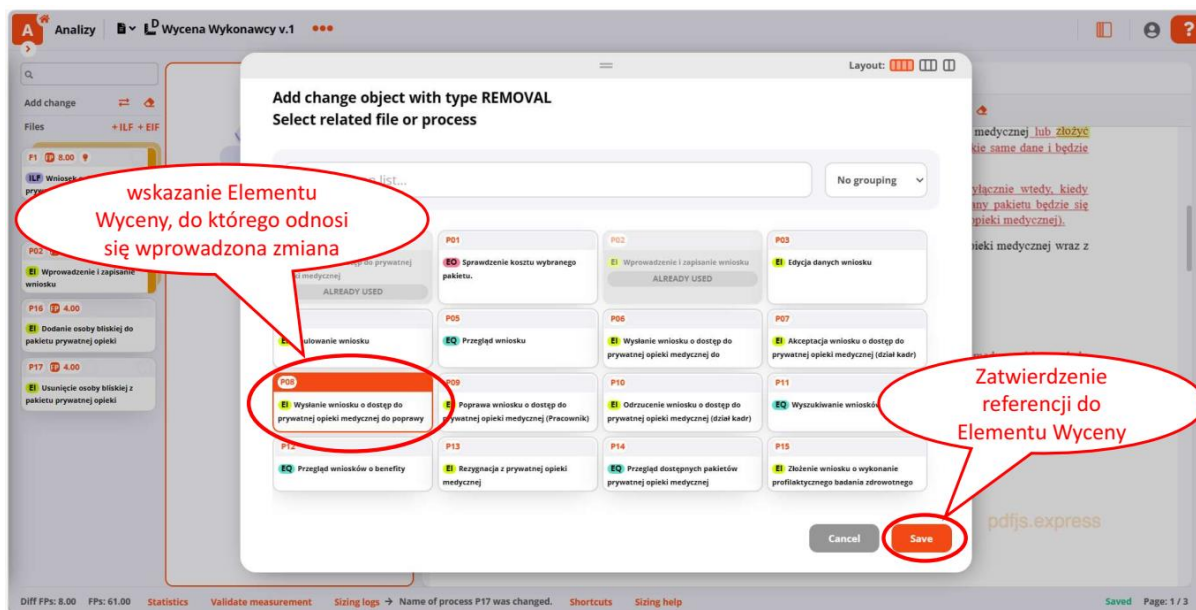 A Analizy D Wycena Wykonawcy v.1 ?
Layout:
Add change object with type REMOVAL
Select related file or process
Add change
Files +ILF +EIF
F1 FP 8.00
ILF Wniosek
list...
No grouping
wskazanie Elementu
Wyceny, do którego odnosi
się wprowadzona zmiana
P02
EI Wprowadzenie i zapisanie
wniosku
P16 FP 4.00
EI Dodanie osoby bliskiej do
pakietu prywatnej opieki
P17 FP 4.00
EI Usunięcie osoby bliskiej z
pakietu prywatnej opieki
do prywatnej
medycznej
ALREADY USED
P01
EO Sprawdzenie kosztu wybranego
pakietu.
P02
EI Wprowadzenie i zapisanie wniosku
ALREADY USED
P03
EI Edycja danych wniosku
wniosku
P05
EQ Przegląd wniosku
P06
EI Wysłanie wniosku o dostęp do
prywatnej opieki medycznej do
P07
EI Akceptacja wniosku o dostęp do
prywatnej opieki medycznej (dział kadr)
P08
EI Wysłanie wniosku o dostęp do
prywatnej opieki medycznej do poprawy
P09
EI Poprawa wniosku o dostęp do
prywatnej opieki medycznej (Pracownik)
P10
EI Odrzucenie wniosku o dostęp do
prywatnej opieki medycznej (dział kadr)
P11
EQ Wyszukiwanie wniosków
P12
EQ Przegląd wniosków o benefity
P13
EI Rezygnacja z prywatnej opieki
medycznej
P14
EQ Przegląd dostępnych pakietów
prywatnej opieki medycznej
P15
EI Złożenie wniosku o wykonanie
profilaktycznego badania zdrowotnego
Zatwierdzenie
referencji do
Elementu Wyceny
Cancel Save
medycznej lub złożyć
same dane i będzie
wyłącznie wtedy, kiedy
pakietu będzie się
opieki medycznej).
medycznej wraz z
pdfjs.express
Diff FPs: 8.00 FPs: 61.00 Statistics Validate measurement Sizing logs → Name of process P17 was changed. Shortcuts Sizing help Saved Page: 1 / 3